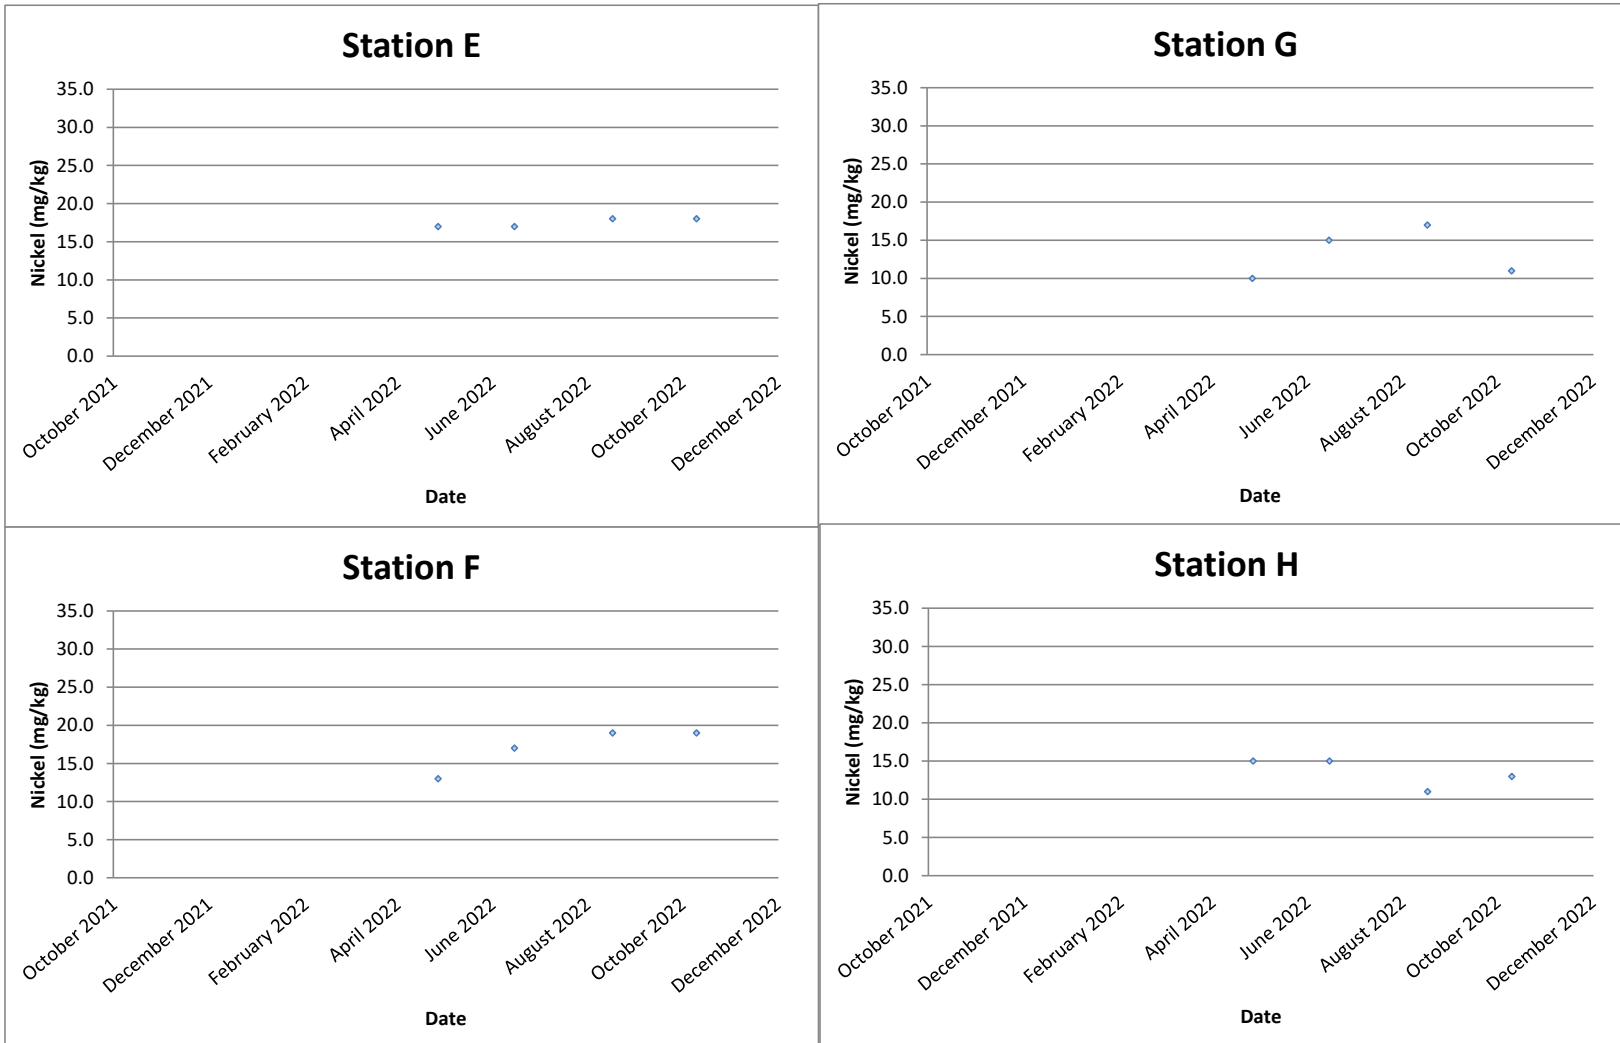 Station E
35.0
30.0
25.0
20.0
15.0
10.0
5.0
0.0
Nickel (mg/kg)
October 2021
December 2021
February 2022
April 2022
June 2022
August 2022
October 2022
December 2022
Date
Station G
35.0
30.0
25.0
20.0
15.0
10.0
5.0
0.0
Nickel (mg/kg)
October 2021
December 2021
February 2022
April 2022
June 2022
August 2022
October 2022
December 2022
Date
Station F
35.0
30.0
25.0
20.0
15.0
10.0
5.0
0.0
Nickel (mg/kg)
October 2021
December 2021
February 2022
April 2022
June 2022
August 2022
October 2022
December 2022
Date
Station H
35.0
30.0
25.0
20.0
15.0
10.0
5.0
0.0
Nickel (mg/kg)
October 2021
December 2021
February 2022
April 2022
June 2022
August 2022
October 2022
December 2022
Date